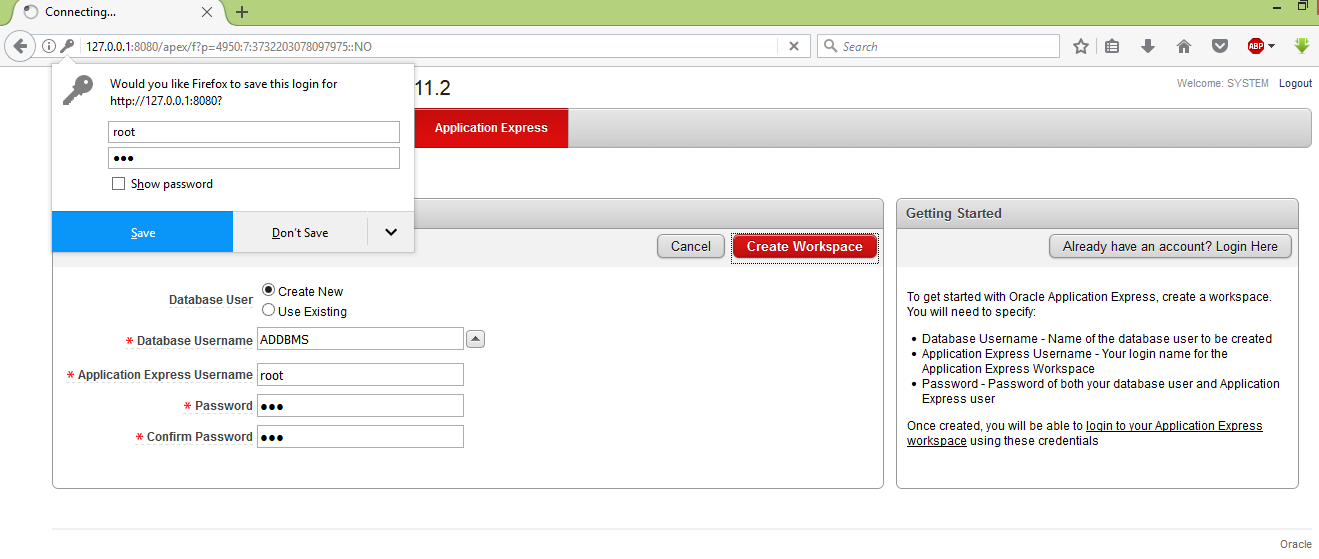 Connecting...
127.0.0.1:8080/apex/f?p=4950:7:3732203078097975::NO
Search
ABP
Would you like Firefox to save this login for
http://127.0.0.1:8080?
root
●●●
Show password
Save
Don't Save
11.2
Welcome: SYSTEM Logout
Application Express
Cancel
Create Workspace
Database User
Create New
Use Existing
* Database Username ADDBMS
* Application Express Username root
* Password ●●●
* Confirm Password ●●●
Getting Started
Already have an account? Login Here
To get started with Oracle Application Express, create a workspace.
You will need to specify:
• Database Username - Name of the database user to be created
• Application Express Username - Your login name for the
Application Express Workspace
• Password - Password of both your database user and Application
Express user
Once created, you will be able to login to your Application Express
workspace using these credentials
Oracle